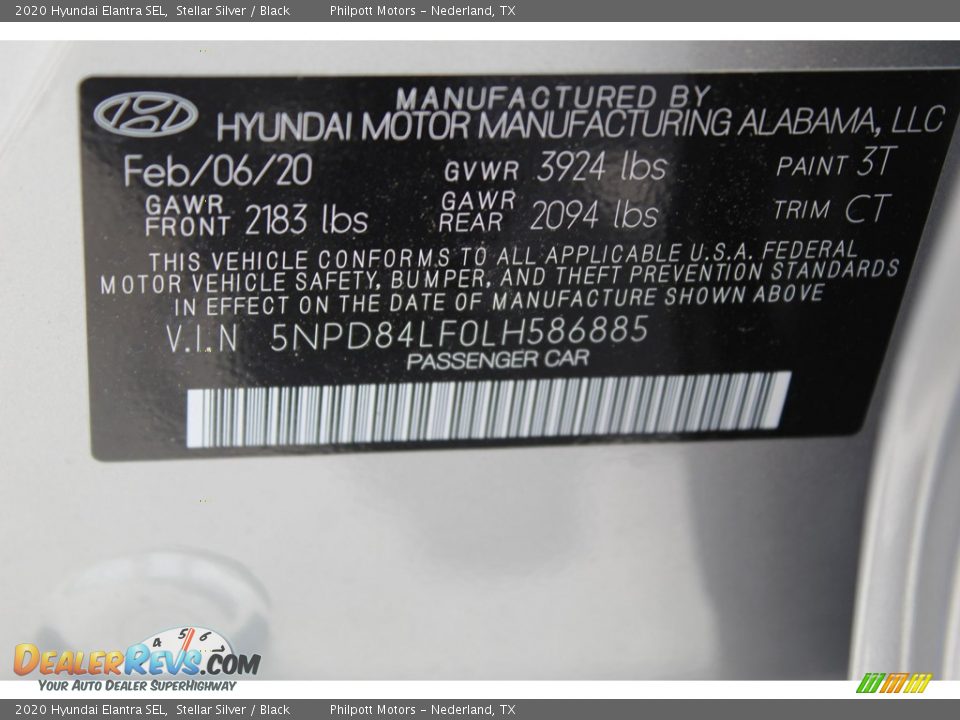 2020 Hyundai Elantra SEL, Stellar Silver / Black Philpott Motors - Nederland, TX
MANUFACTURED BY
HYUNDAI MOTOR MANUFACTURING ALABAMA, LLC
Feb/06/20 GVWR 3924 lbs PAINT 3T
GAWR FRONT 2183 lbs GAWR REAR 2094 lbs TRIM CT
THIS VEHICLE CONFORMS TO ALL APPLICABLE U.S.A. FEDERAL
MOTOR VEHICLE SAFETY, BUMPER, AND THEFT PREVENTION STANDARDS
IN EFFECT ON THE DATE OF MANUFACTURE SHOWN ABOVE
V.I.N 5NPD84LF0LH586885
PASSENGER CAR
4 5 6 7
DEALERREVS.COM
YOUR AUTO DEALER SUPERHIGHWAY
2020 Hyundai Elantra SEL, Stellar Silver / Black Philpott Motors - Nederland, TX